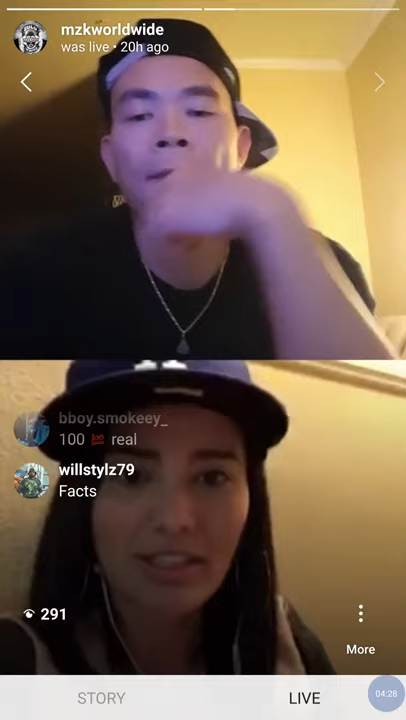 mzkworldwide
was live • 20h ago
bboy.smokeey_
100 💯 real
willstylz79
Facts
291
More
STORY
LIVE
04:28